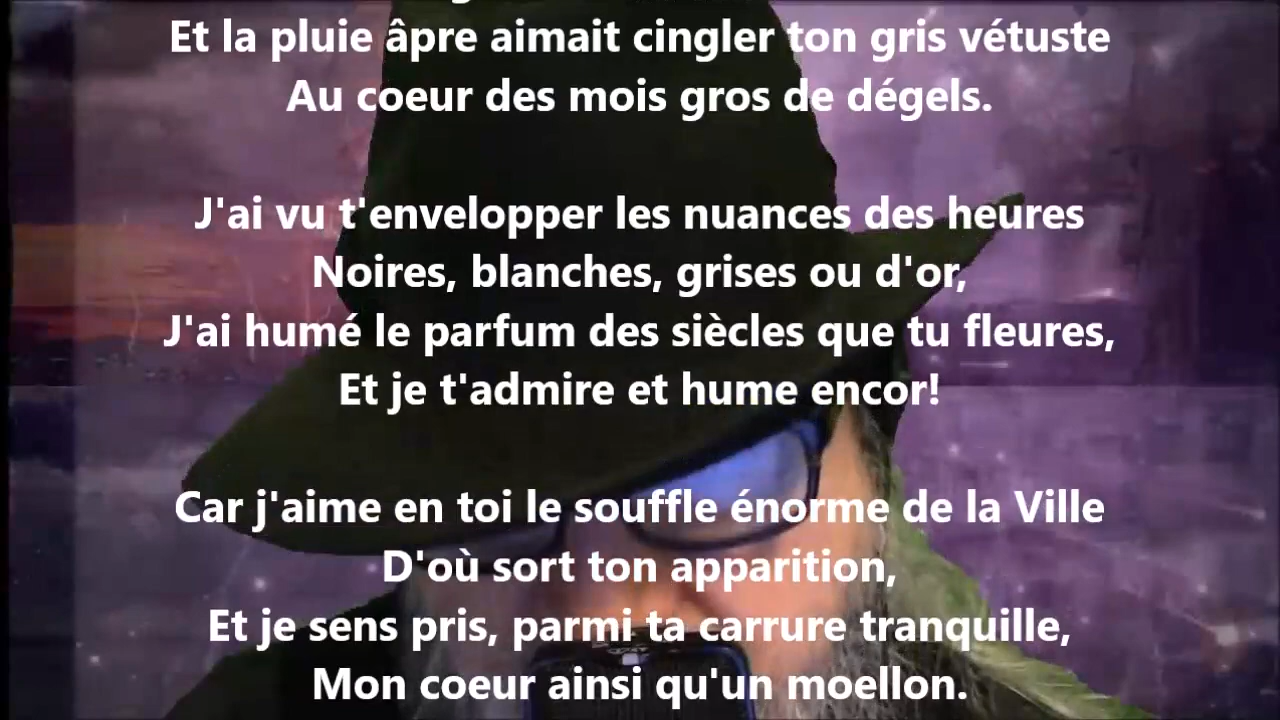 Et la pluie âpre aimait cingler ton gris vétuste
Au coeur des mois gros de dégels.
J'ai vu t'envelopper les nuances des heures
Noires, blanches, grises ou d'or,
J'ai humé le parfum des siècles que tu fleures,
Et je t'admire et hume encor!
Car j'aime en toi le souffle énorme de la Ville
D'où sort ton apparition,
Et je sens pris, parmi ta carrure tranquille,
Mon coeur ainsi qu'un moellon.